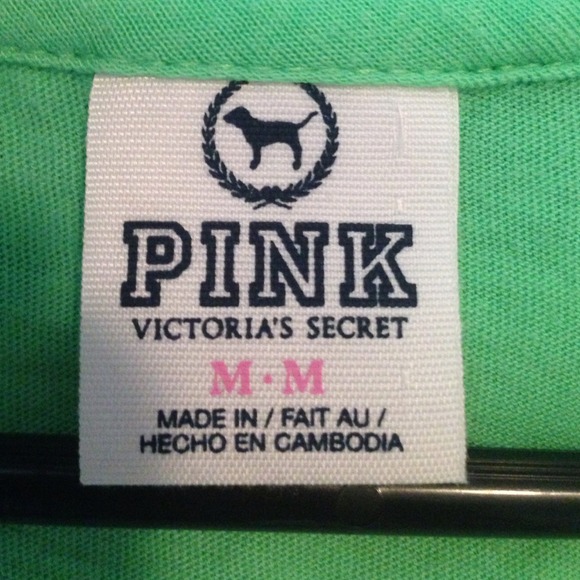 PINK
VICTORIA'S SECRET
M · M
MADE IN / FAIT AU /
HECHO EN CAMBODIA